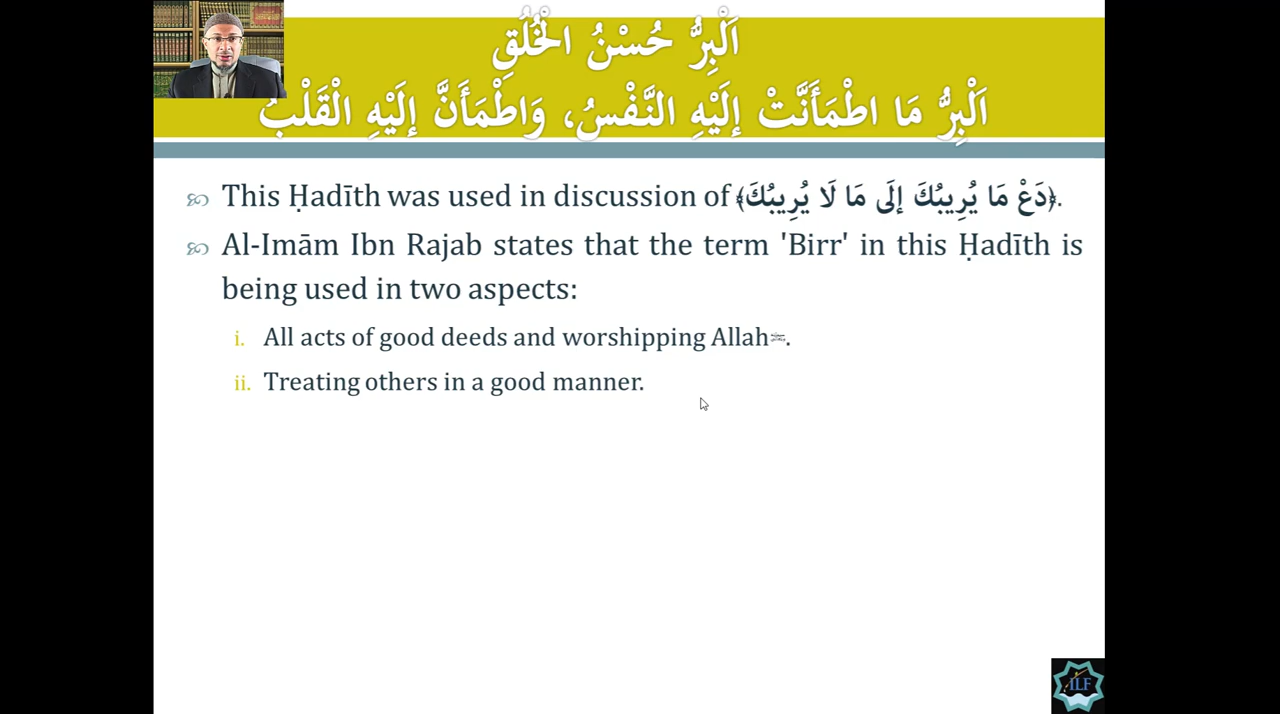 اَلْبِرُّ حُسْنُ الْخُلُقِ
اَلْبِرُّ مَا اطْمَأَنَّتْ إِلَيْهِ النَّفْسُ، وَاطْمَأَنَّ إِلَيْهِ الْقَلْبُ
This Ḥadīth was used in discussion of ﴿دَعْ مَا يُرِيبُكَ إِلَى مَا لَا يُرِيبُكَ﴾.
Al-Imām Ibn Rajab states that the term 'Birr' in this Ḥadīth is
being used in two aspects:
i. All acts of good deeds and worshipping Allah.
ii. Treating others in a good manner.
ILF